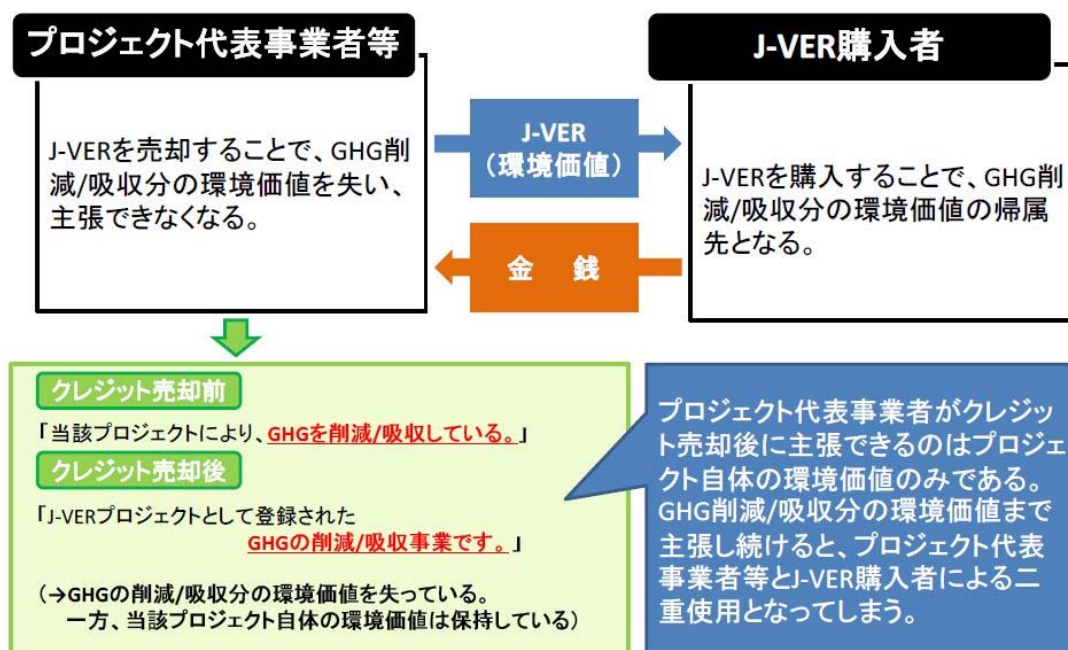 プロジェクト代表事業者等
J-VERを売却することで、GHG削
減/吸収分の環境価値を失い、
主張できなくなる。
J-VER
（環境価値）
金　銭
J-VER購入者
J-VERを購入することで、GHG削
減/吸収分の環境価値の帰属
先となる。
クレジット売却前
「当該プロジェクトにより、GHGを削減/吸収している。」
クレジット売却後
「J-VERプロジェクトとして登録された
GHGの削減/吸収事業です。」
（→GHGの削減/吸収分の環境価値を失っている。
一方、当該プロジェクト自体の環境価値は保持している）
プロジェクト代表事業者がクレジッ
ト売却後に主張できるのはプロジェ
クト自体の環境価値のみである。
GHG削減/吸収分の環境価値まで
主張し続けると、プロジェクト代表
事業者等とJ-VER購入者による二
重使用となってしまう。